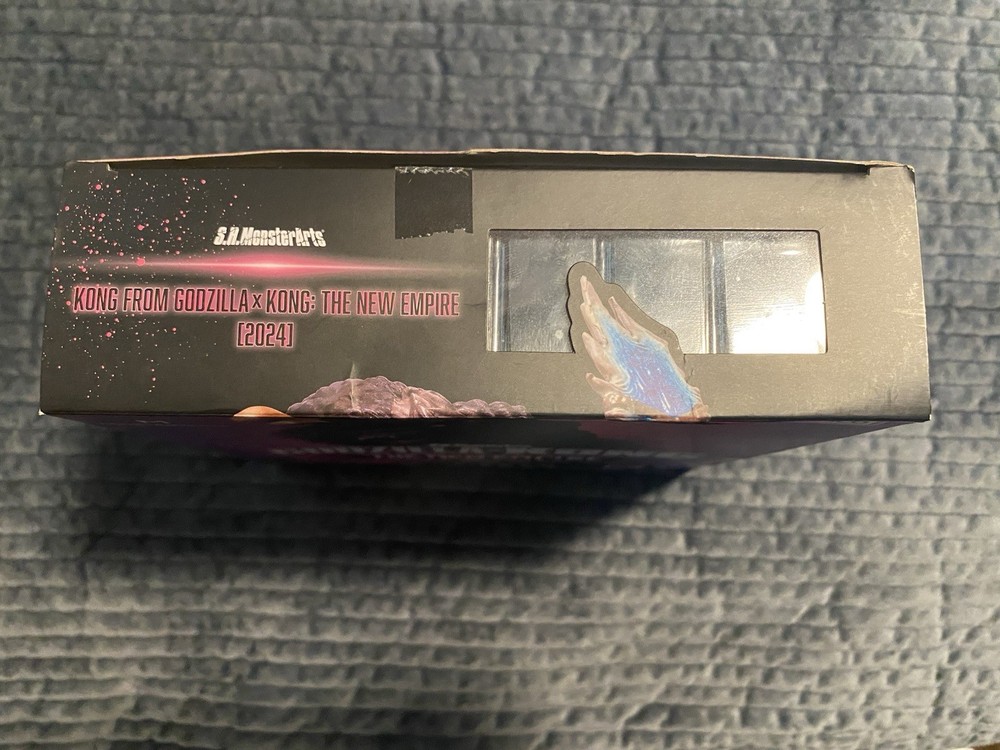 S.H.MonsterArts
KONG FROM GODZILLA x KONG: THE NEW EMPIRE
[2024]